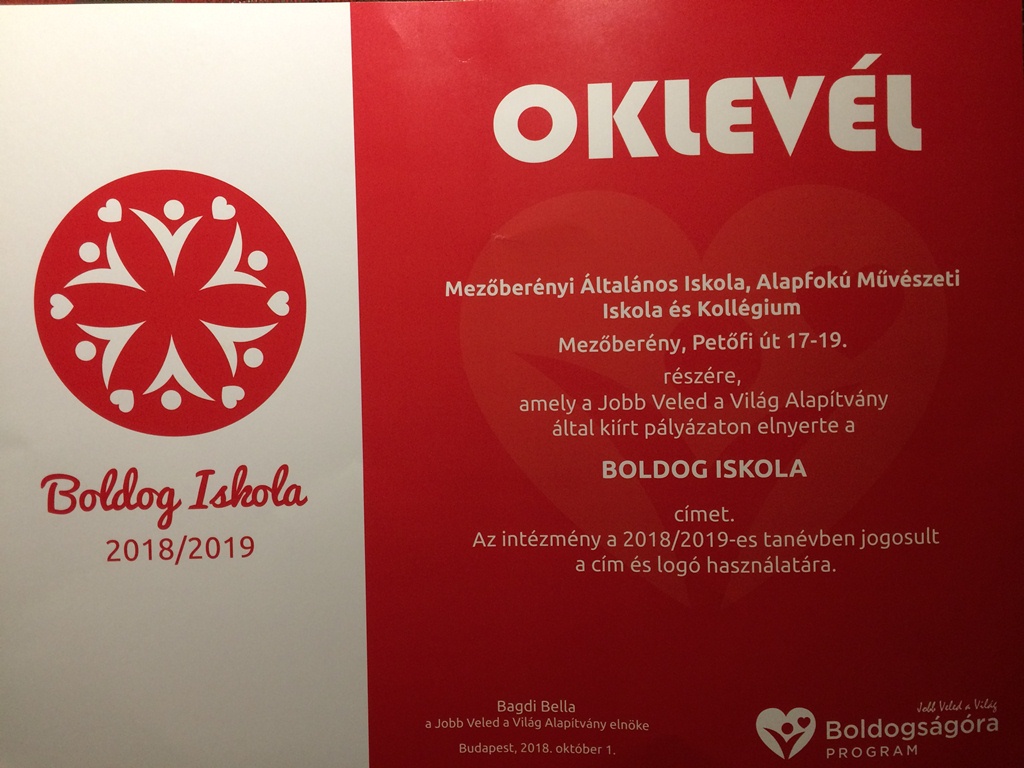 Boldog Iskola
2018/2019
OKLEVÉL
Mezőberényi Általános Iskola, Alapfokú Művészeti
Iskola és Kollégium
Mezőberény, Petőfi út 17-19.
részére,
amely a Jobb Veled a Világ Alapítvány
által kiírt pályázaton elnyerte a
BOLDOG ISKOLA
címet.
Az intézmény a 2018/2019-es tanévben jogosult
a cím és logó használatára.
Bagdi Bella
a Jobb Veled a Világ Alapítvány elnöke
Budapest, 2018. október 1.
Jobb Veled a Világ
Boldogságóra
PROGRAM